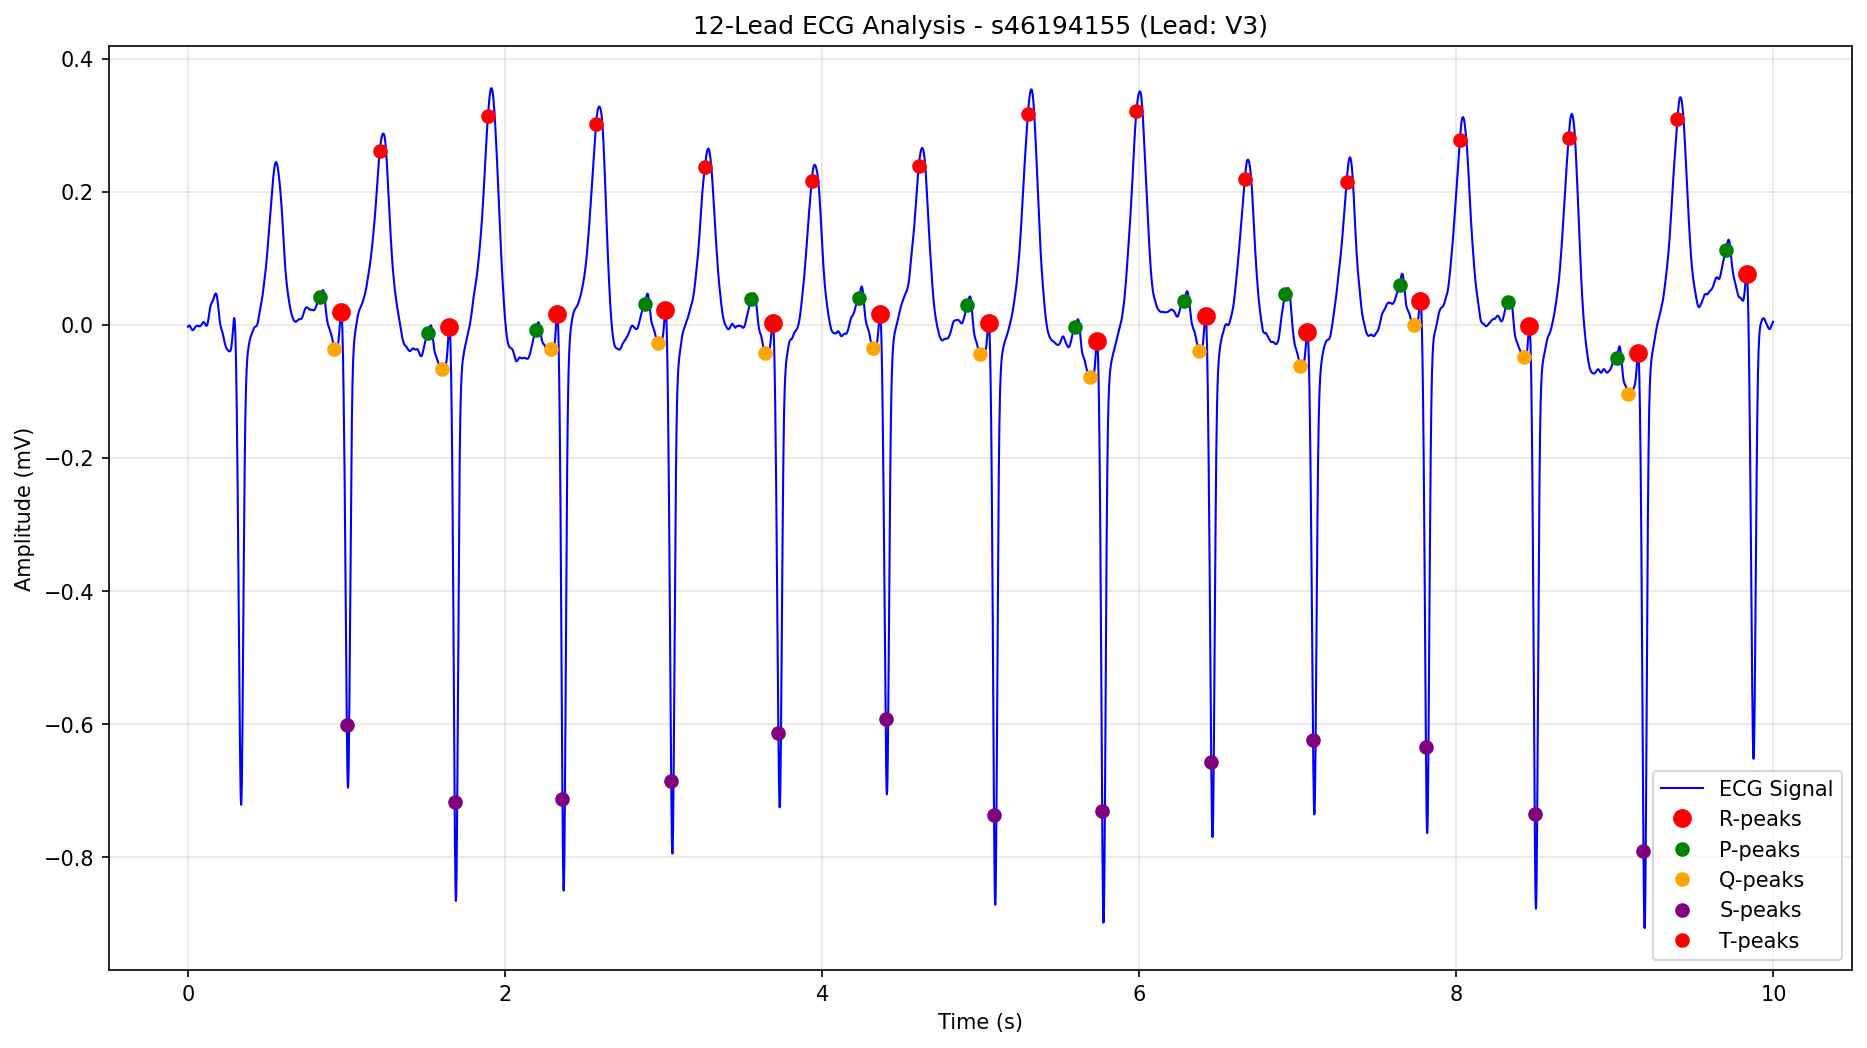 12-Lead ECG Analysis - s46194155 (Lead: V3)
0.4
0.2
0.0
−0.2
−0.4
−0.6
−0.8
Amplitude (mV)
0
2
4
6
8
10
Time (s)
ECG Signal
R-peaks
P-peaks
Q-peaks
S-peaks
T-peaks